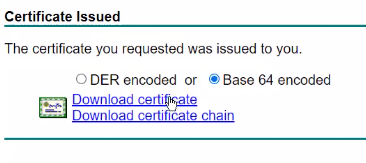 Certificate Issued
The certificate you requested was issued to you.
DER encoded or Base 64 encoded
Download certificate
Download certificate chain